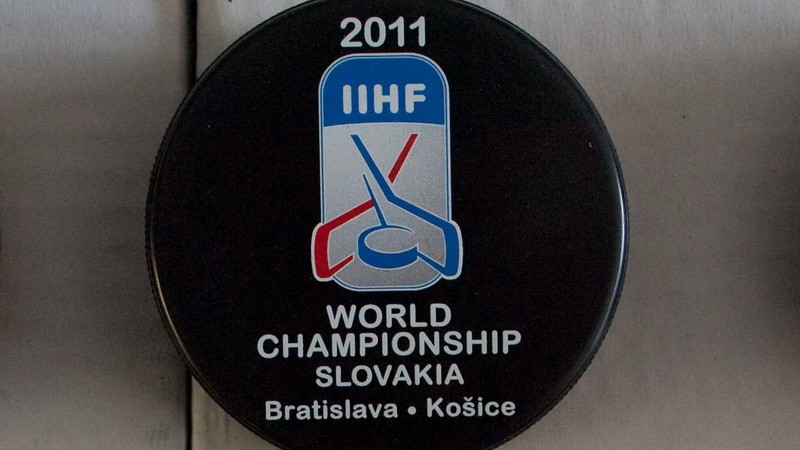 2011
IIHF
WORLD
CHAMPIONSHIP
SLOVAKIA
Bratislava • Košice